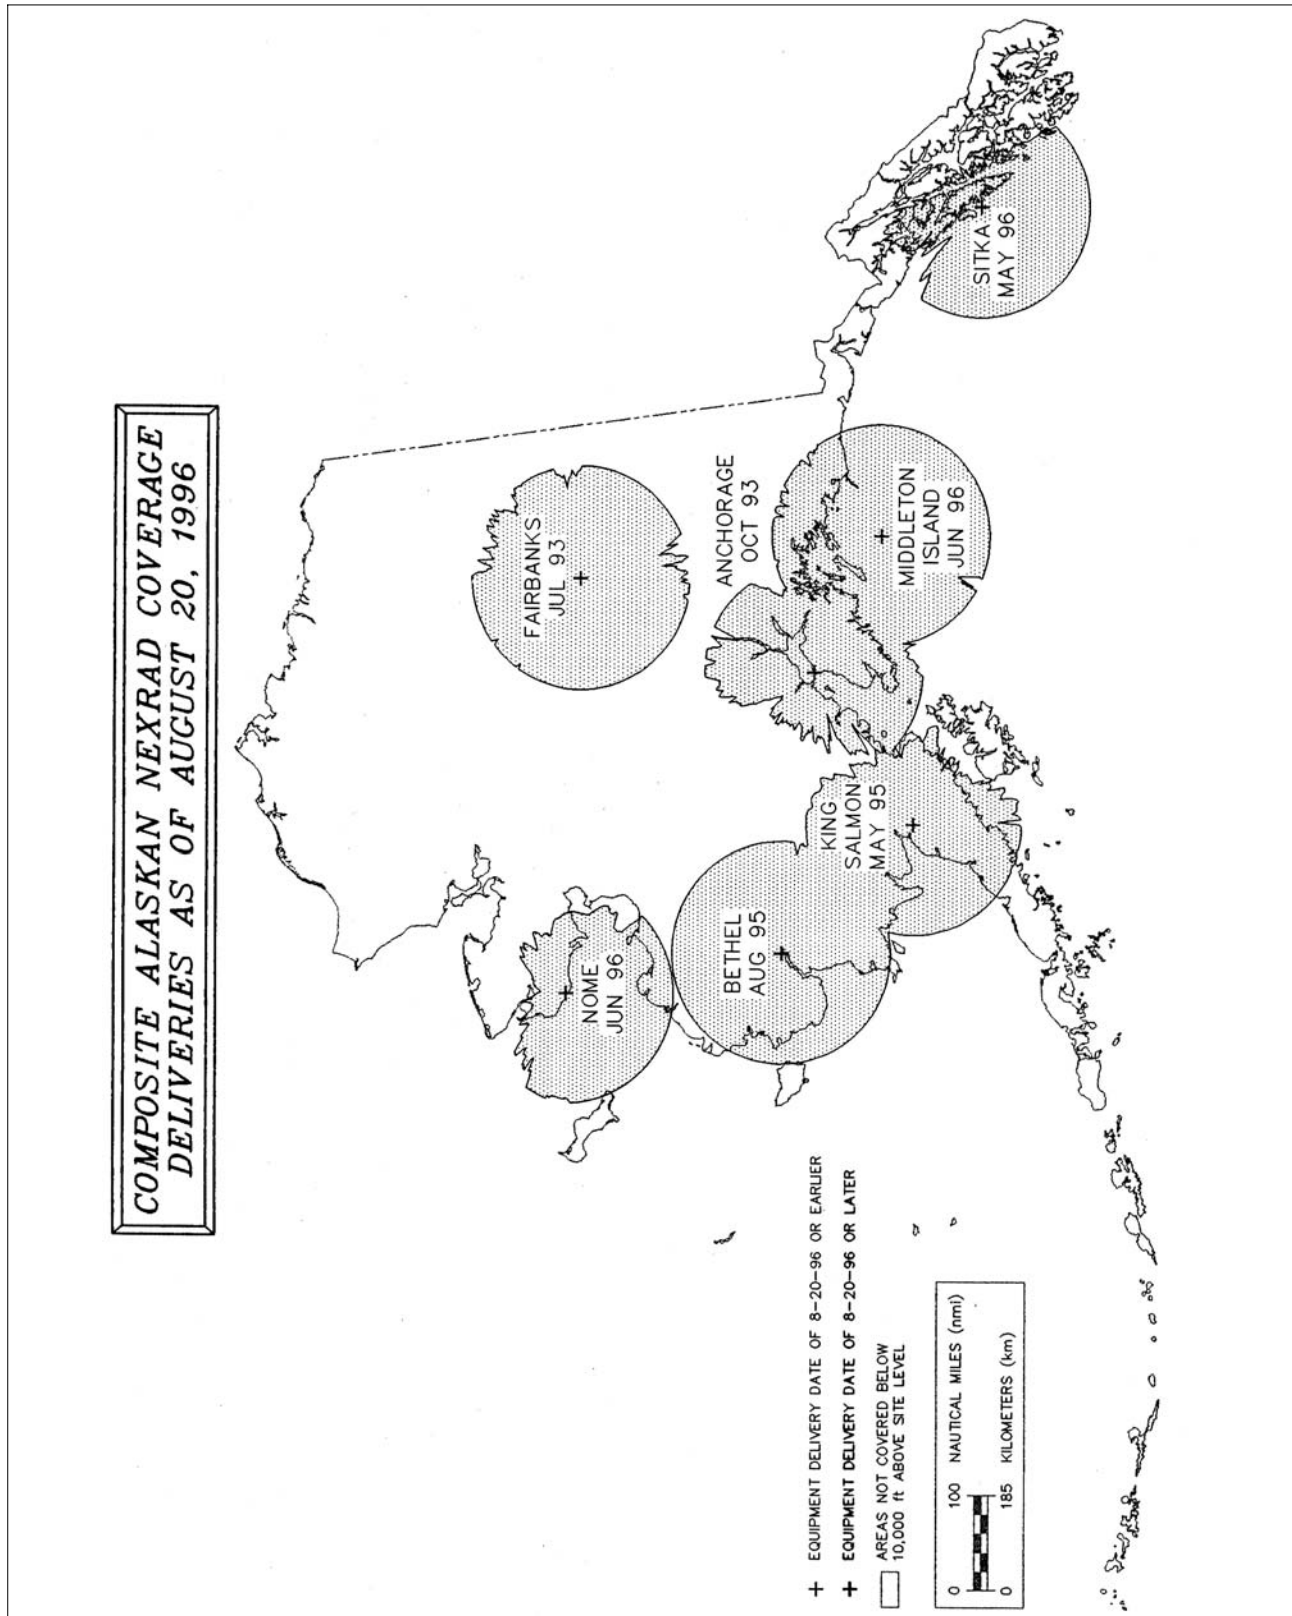 COMPOSITE ALASKAN NEXRAD COVERAGE
DELIVERIES AS OF AUGUST 20, 1996
FAIRBANKS
JUL 93
ANCHORAGE
OCT 93
MIDDLETON
ISLAND
JUN 96
SITKA
MAY 96
NOME
JUN 96
BETHEL
AUG 95
KING
SALMON
MAY 95
+ EQUIPMENT DELIVERY DATE OF 8-20-96 OR EARLIER
+ EQUIPMENT DELIVERY DATE OF 8-20-96 OR LATER
AREAS NOT COVERED BELOW
10,000 ft ABOVE SITE LEVEL
0 100 NAUTICAL MILES (nmi)
0 185 KILOMETERS (km)